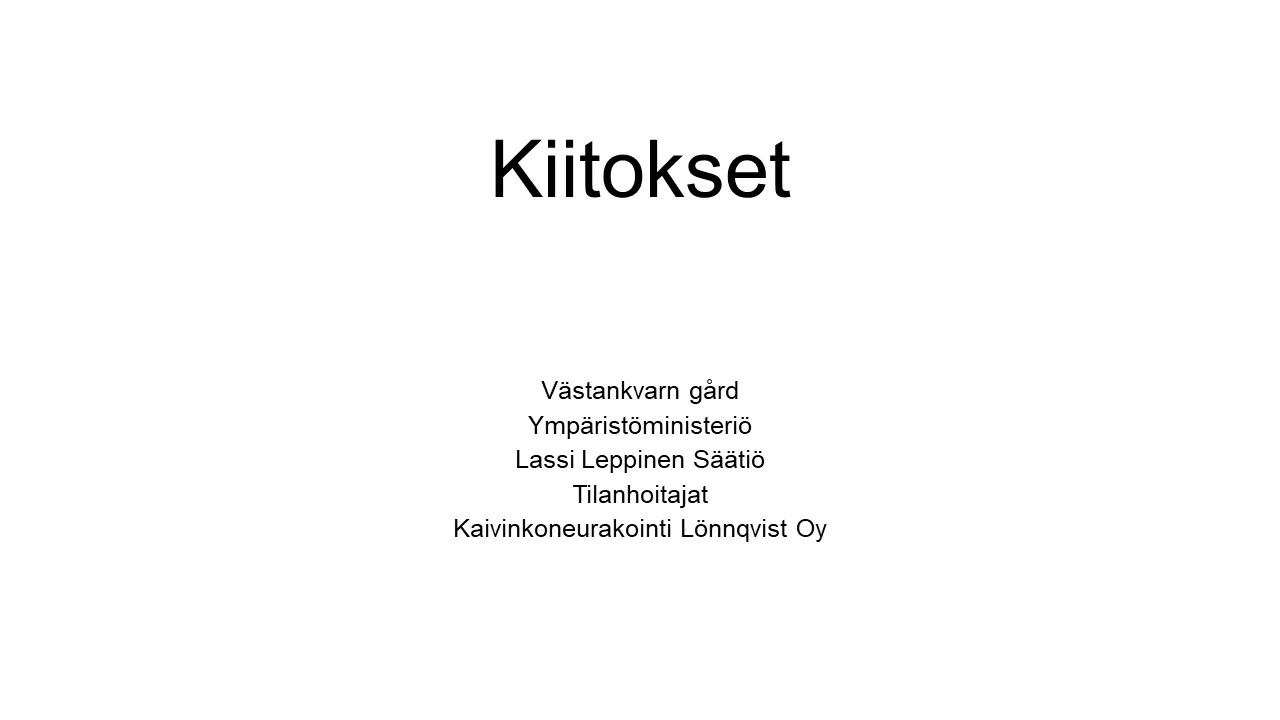 Kiitokset
Västankvarn gård
Ympäristöministeriö
Lassi Leppinen Säätiö
Tilanhoitajat
Kaivinkoneurakointi Lönnqvist Oy